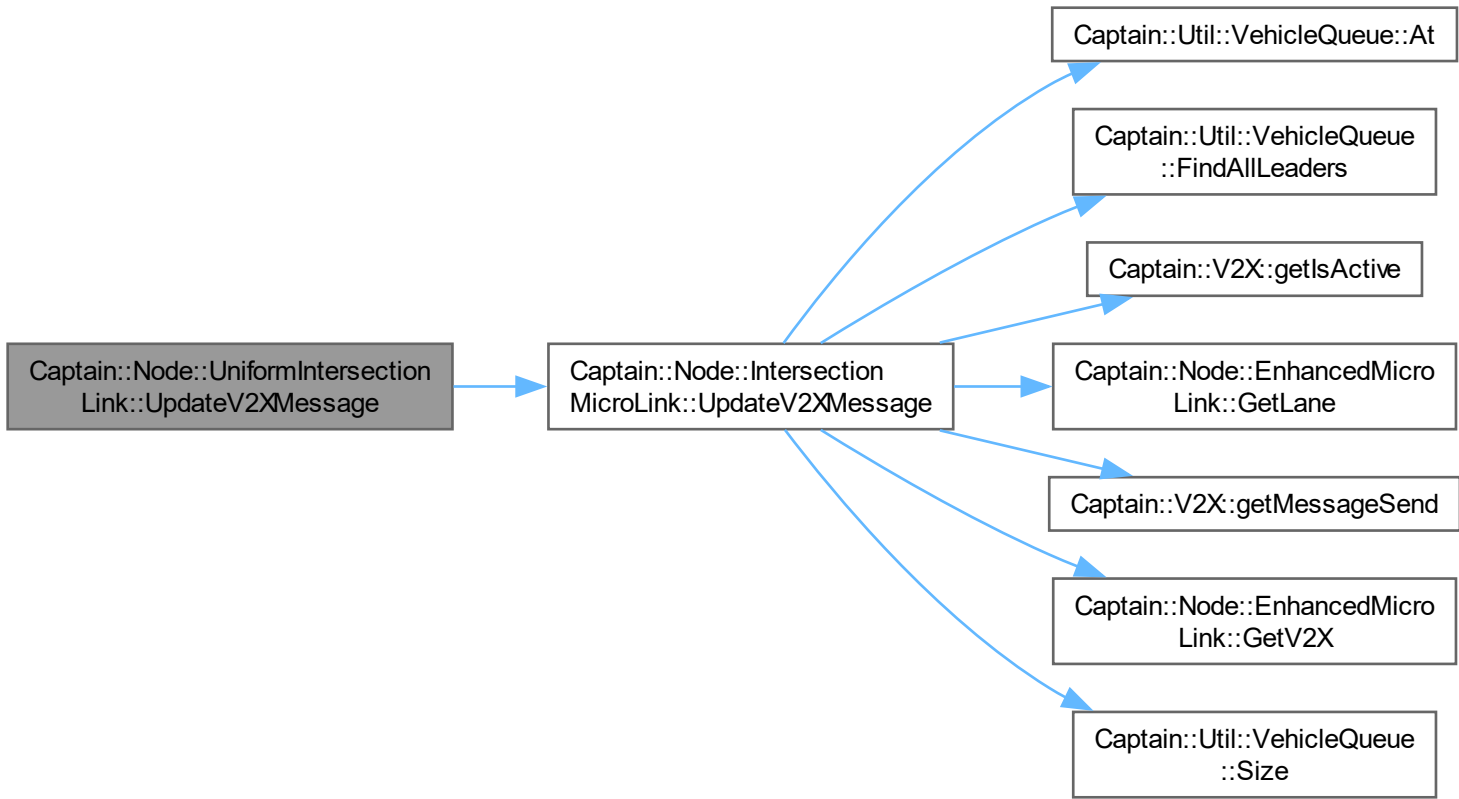 Captain::Node::UniformIntersection
Link::UpdateV2XMessage
Captain::Node::Intersection
MicroLink::UpdateV2XMessage
Captain::Util::VehicleQueue::At
Captain::Util::VehicleQueue
::FindAllLeaders
Captain::V2X::getIsActive
Captain::Node::EnhancedMicro
Link::GetLane
Captain::V2X::getMessageSend
Captain::Node::EnhancedMicro
Link::GetV2X
Captain::Util::VehicleQueue
::Size